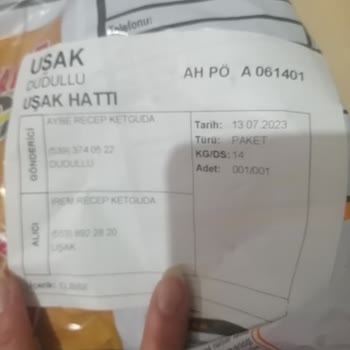 Telefonu:
UŞAK
DUDULLU
UŞAK HATTI
AH PÖ A 061401
GÖNDERİCİ
AYBE RECEP KETGUDA
(539) 374 05 22
DUDULLU
Tarih: 13.07.2023
Türü: PAKET
KG/DS: 14
Adet: 001/001
ALICI
İREM RECEP KETGUDA
(553) 892 28 20
UŞAK